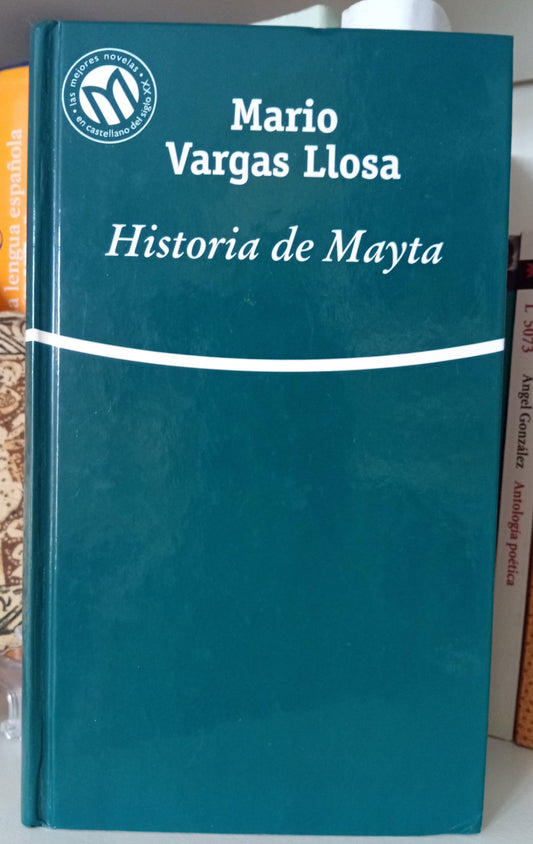 • las mejores novelas •
en castellano del siglo XX
Mario
Vargas Llosa
Historia de Mayta
a lengua española
L 5073
Angel González
Antología poética